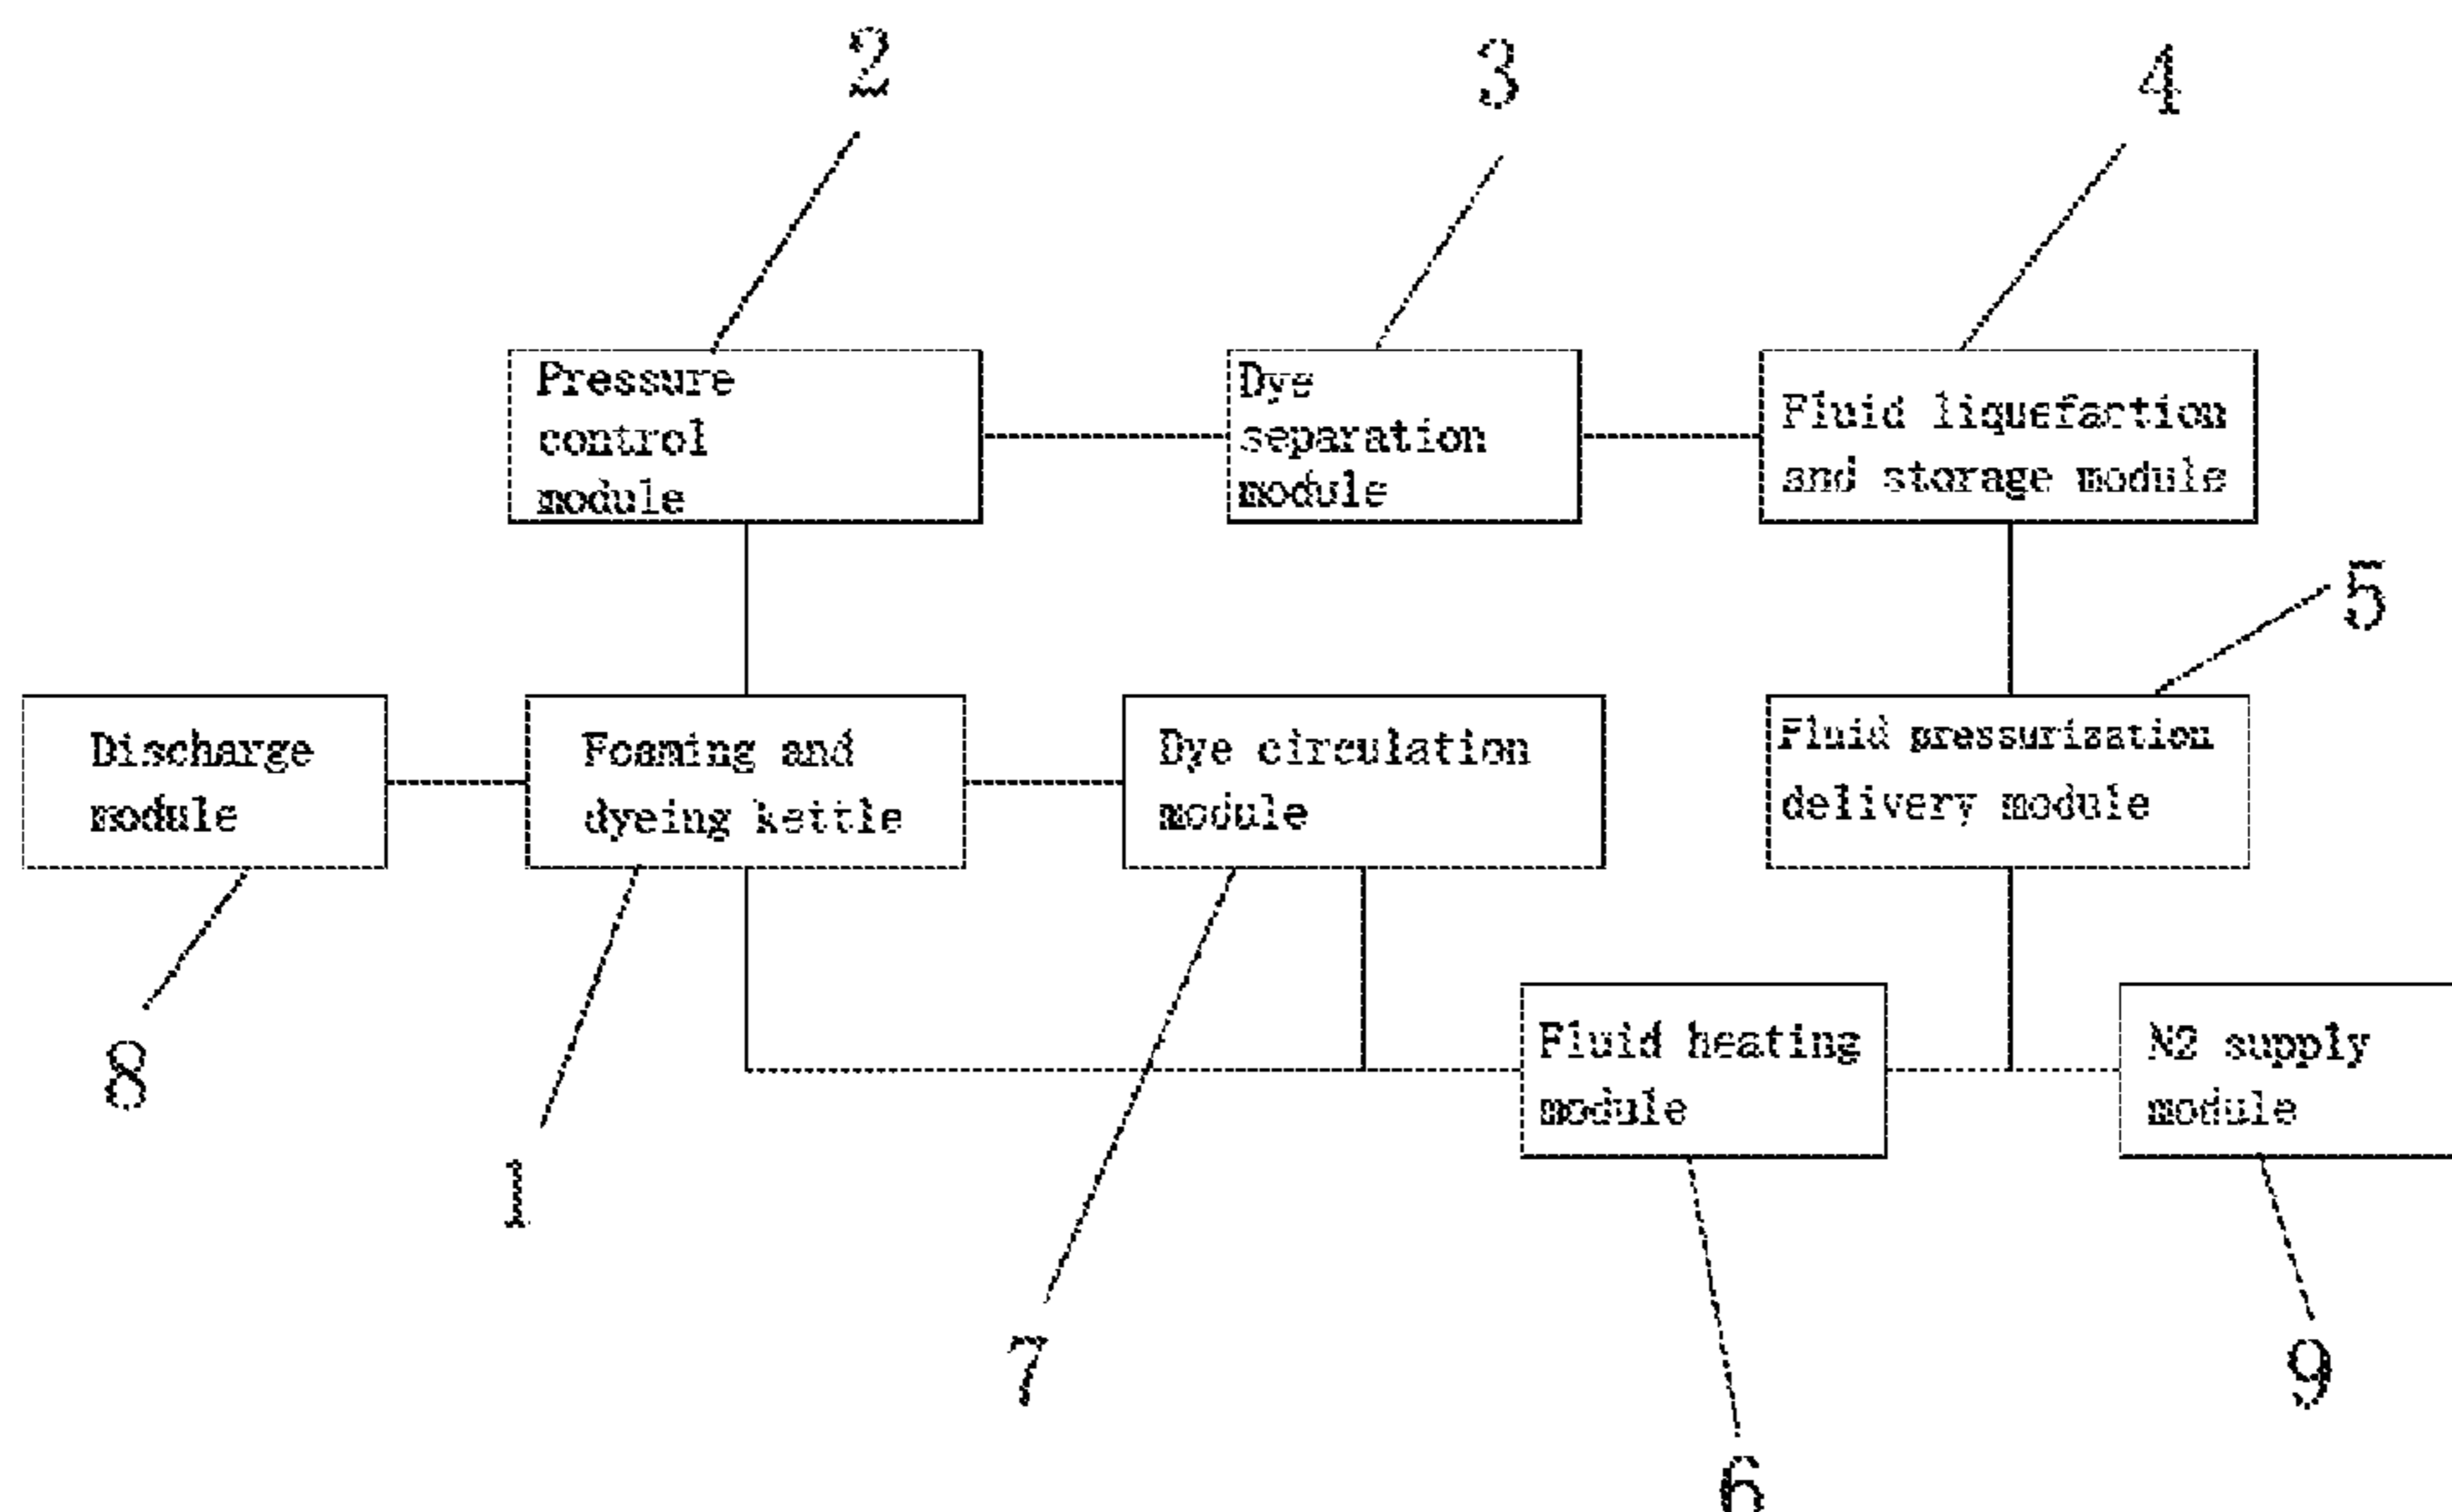 2
3
4
Pressure
control
module
Dye
separation
module
Fluid liquefaction
and storage module
5
Discharge
module
Foaming and
dyeing kettle
Dye circulation
module
Fluid pressurization
delivery module
Fluid heating
module
N2 supply
module
8
1
7
9
6